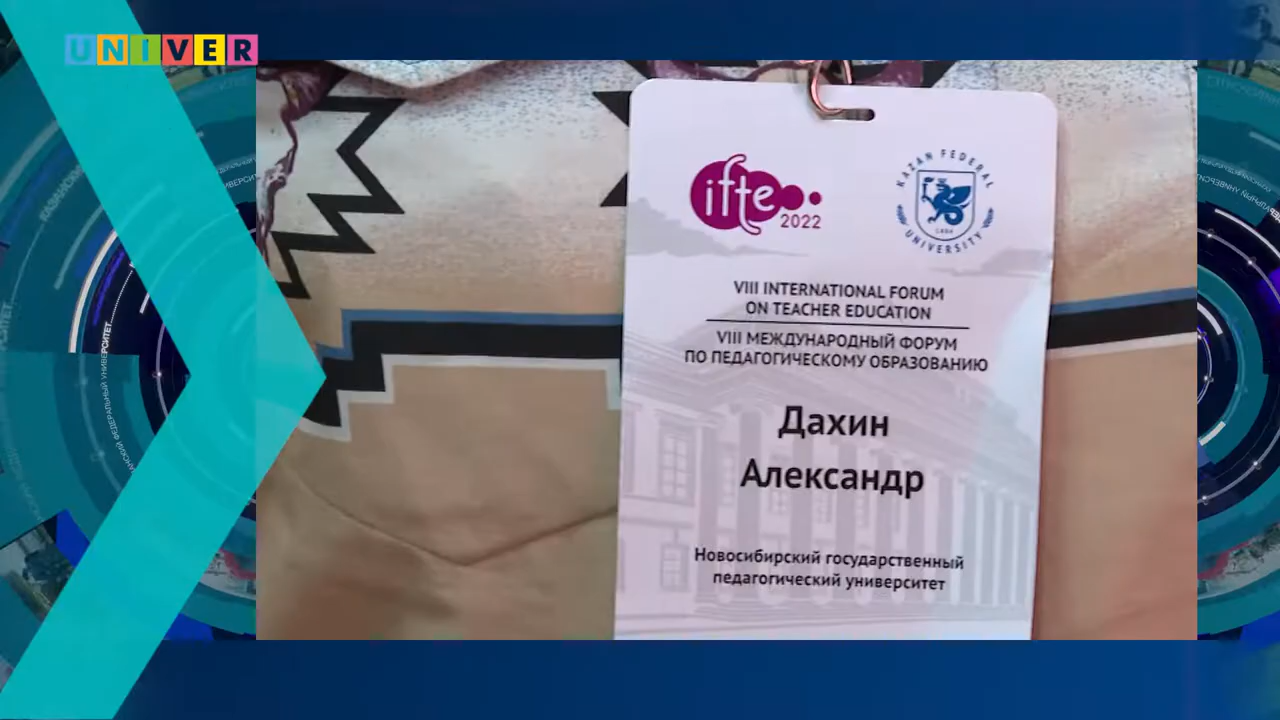 UNIVER
ifte
2022
KAZAN FEDERAL
UNIVERSITY
1804
VIII INTERNATIONAL FORUM
ON TEACHER EDUCATION
VIII МЕЖДУНАРОДНЫЙ ФОРУМ
ПО ПЕДАГОГИЧЕСКОМУ ОБРАЗОВАНИЮ
Дахин
Александр
Новосибирский государственный
педагогический университет